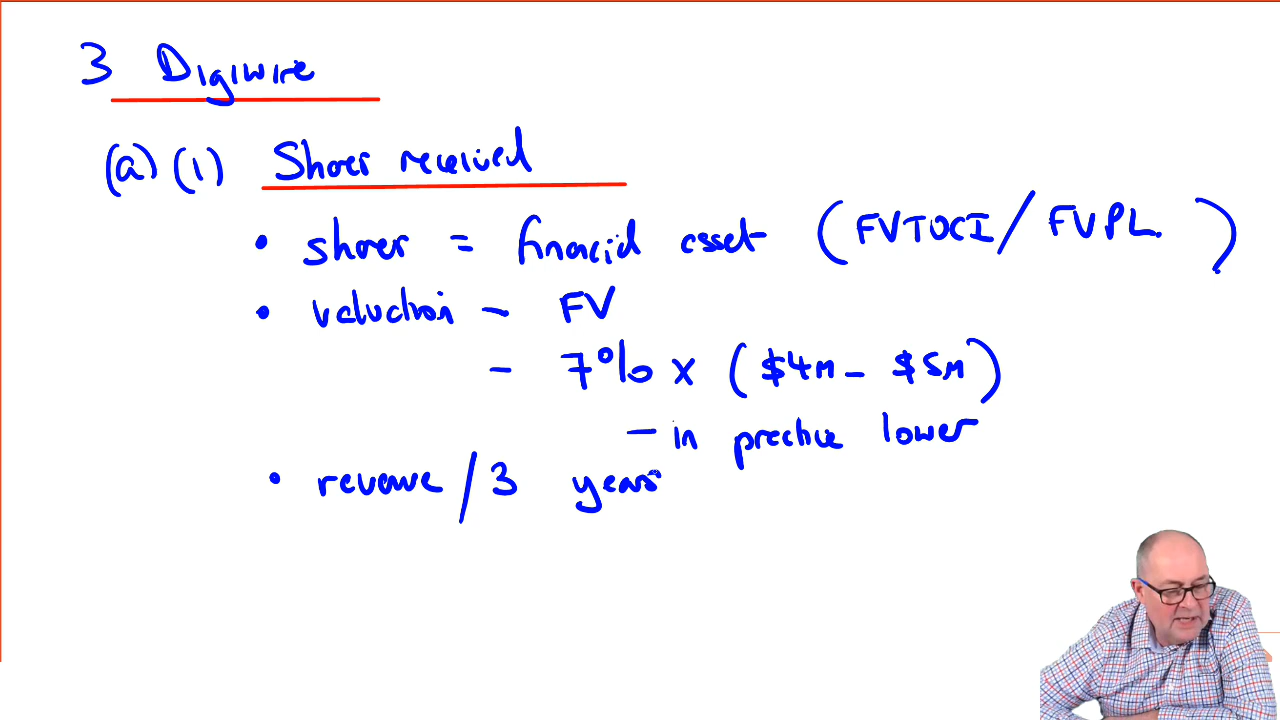 3 Digiwire
(a) (1) Shares received
• shares = financial asset (FVTOCI / FVPL)
• valuation - FV
- 7% x ($4m - $5m)
- in practice lower
• revenue / 3 years